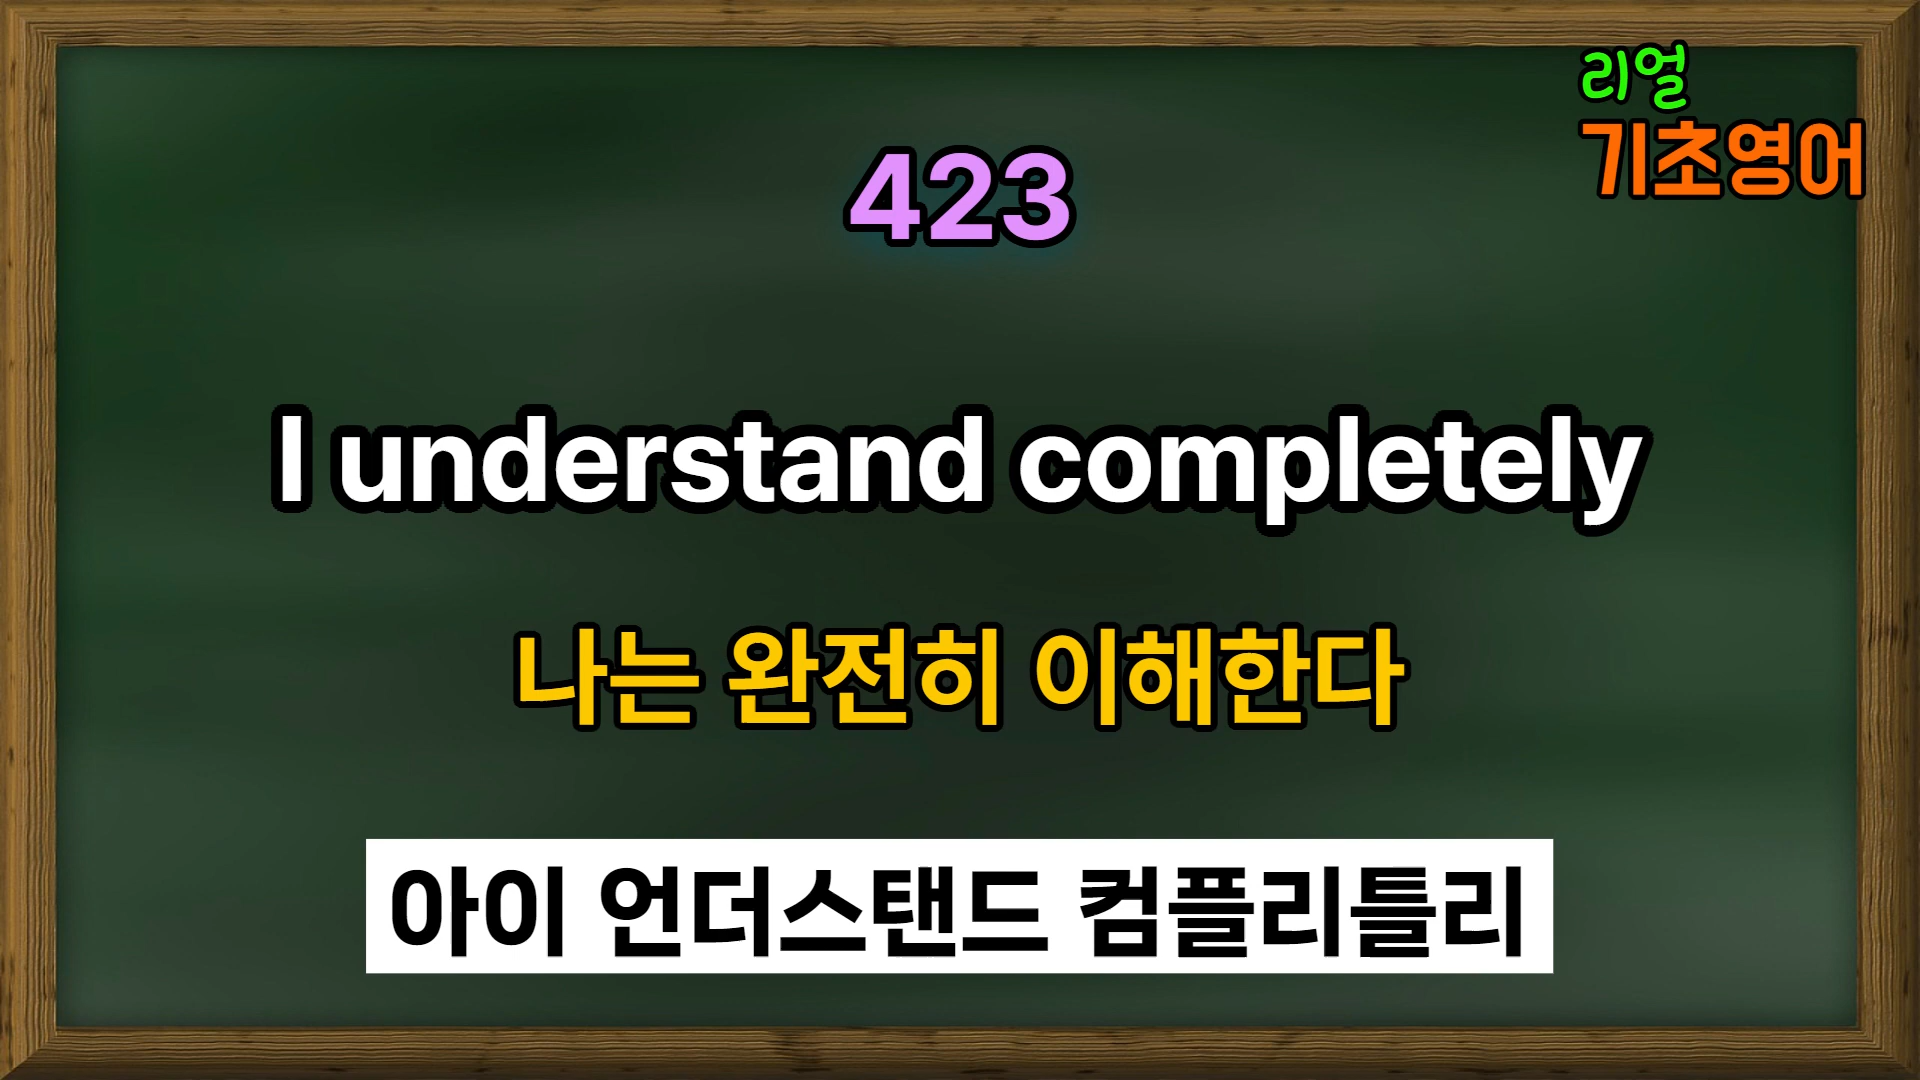 리얼
기초영어
423
I understand completely
나는 완전히 이해한다
아이 언더스탠드 컴플리틀리